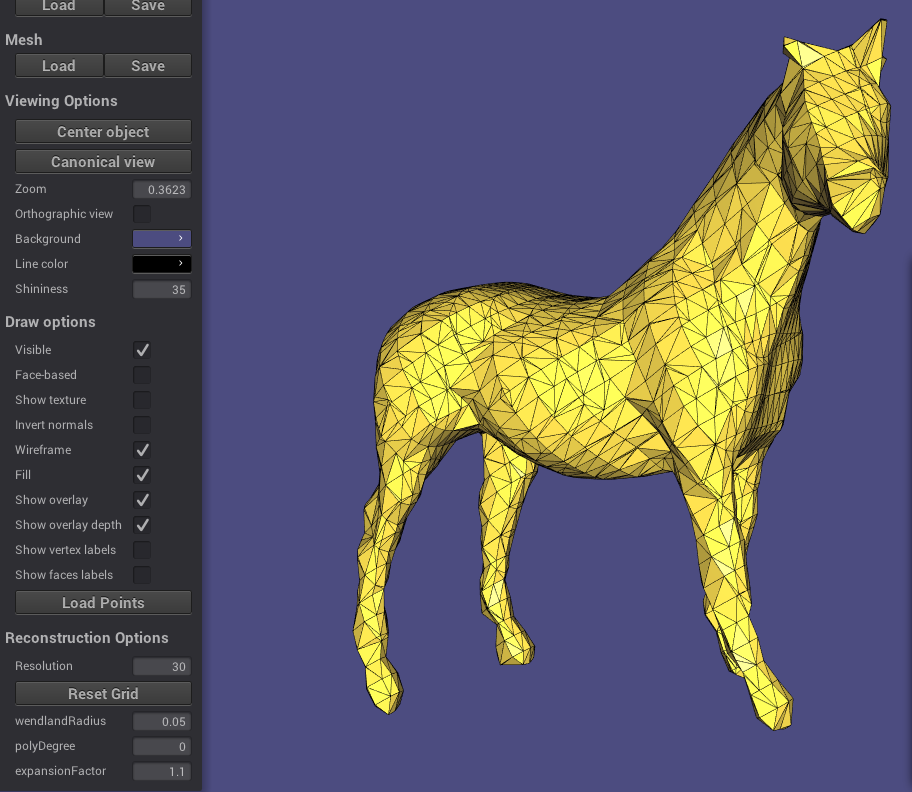 Load Save
Mesh
Load Save
Viewing Options
Center object
Canonical view
Zoom 0.3623
Orthographic view
Background
Line color
Shininess 35
Draw options
Visible
Face-based
Show texture
Invert normals
Wireframe
Fill
Show overlay
Show overlay depth
Show vertex labels
Show faces labels
Load Points
Reconstruction Options
Resolution 30
Reset Grid
wendlandRadius 0.05
polyDegree 0
expansionFactor 1.1